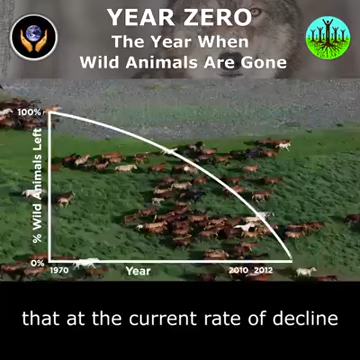 YEAR ZERO
The Year When
Wild Animals Are Gone
100%
% Wild Animals Left
0%
1970
Year
2010 2012
that at the current rate of decline